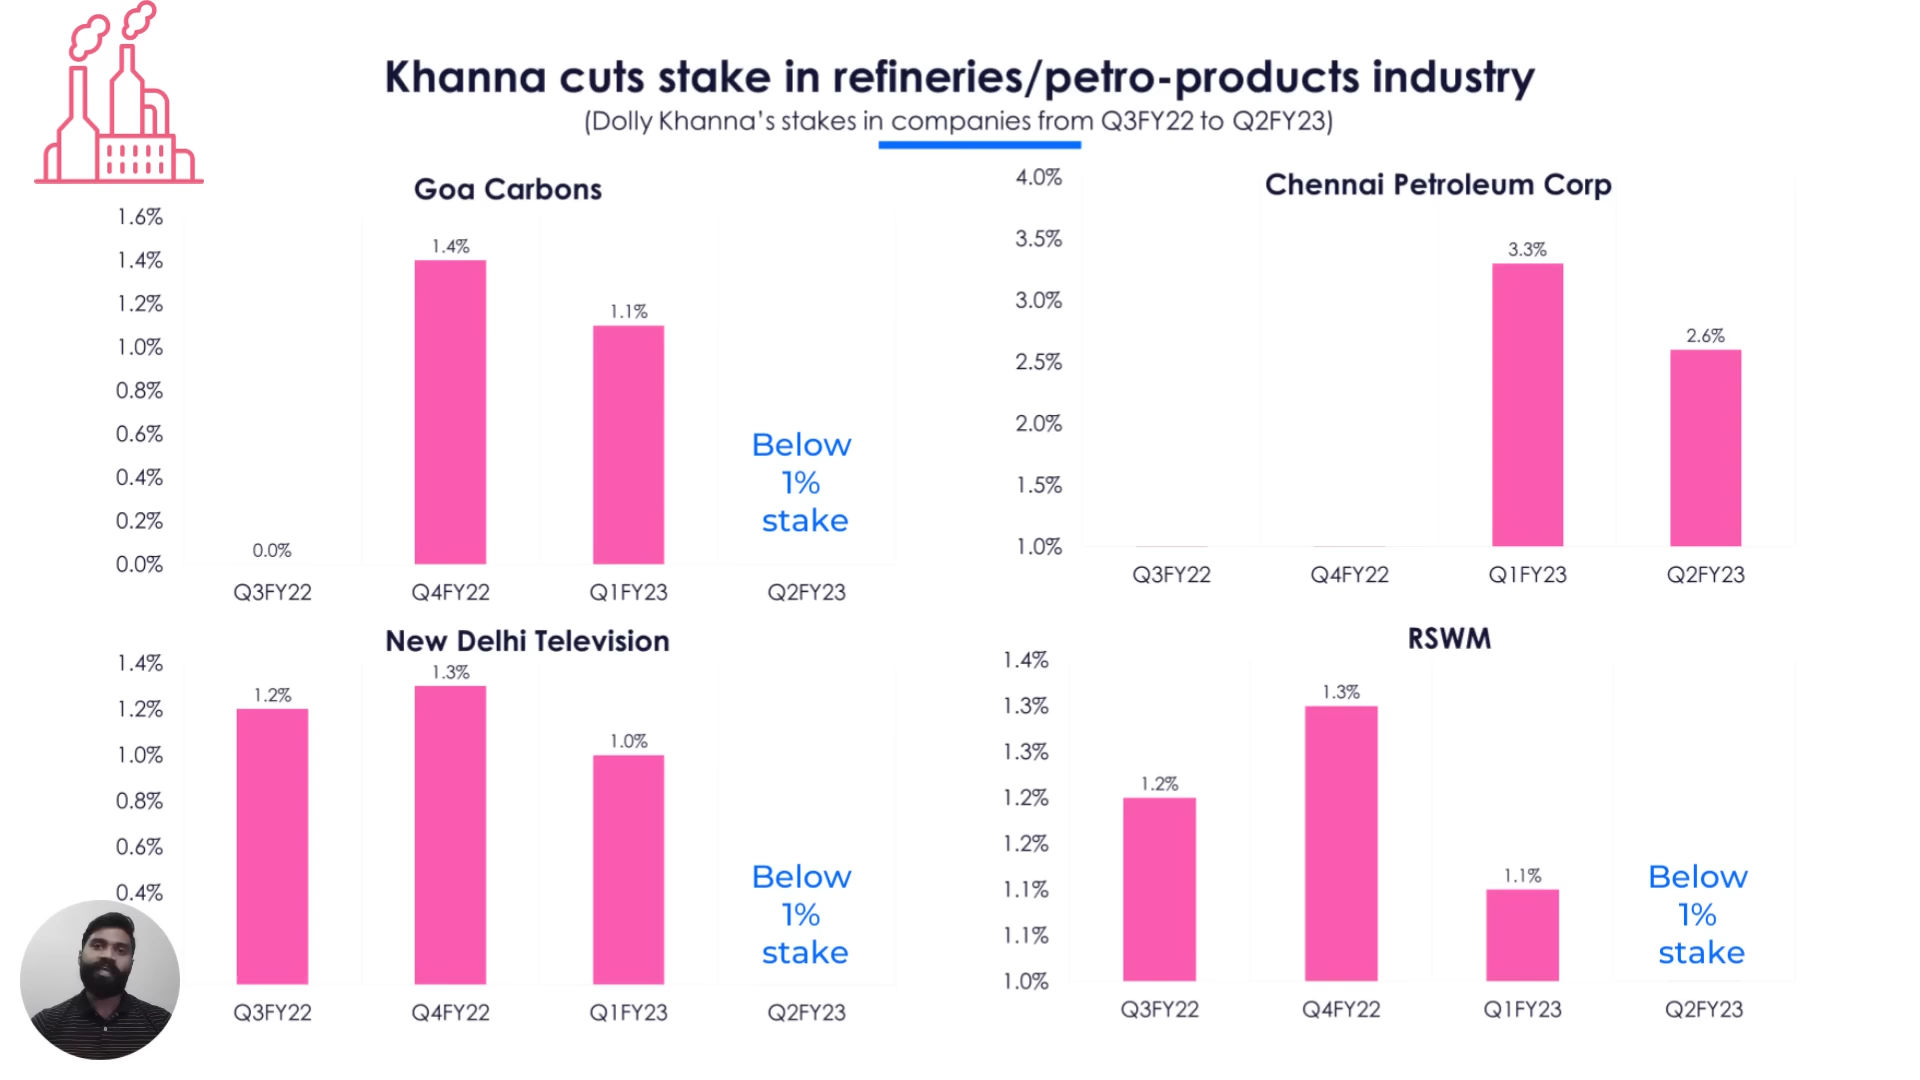 Khanna cuts stake in refineries/petro-products industry
(Dolly Khanna's stakes in companies from Q3FY22 to Q2FY23)
Goa Carbons
1.6%
1.4%
1.2%
1.0%
0.8%
0.6%
0.4%
0.2%
0.0%
0.0%
1.4%
1.1%
Below
1%
stake
Q3FY22 Q4FY22 Q1FY23 Q2FY23
Chennai Petroleum Corp
4.0%
3.5%
3.0%
2.5%
2.0%
1.5%
1.0%
3.3%
2.6%
Q3FY22 Q4FY22 Q1FY23 Q2FY23
New Delhi Television
1.4%
1.2%
1.0%
0.8%
0.6%
0.4%
1.2%
1.3%
1.0%
Below
1%
stake
Q3FY22 Q4FY22 Q1FY23 Q2FY23
RSWM
1.4%
1.3%
1.3%
1.2%
1.2%
1.1%
1.1%
1.0%
1.2%
1.3%
1.1%
Below
1%
stake
Q3FY22 Q4FY22 Q1FY23 Q2FY23